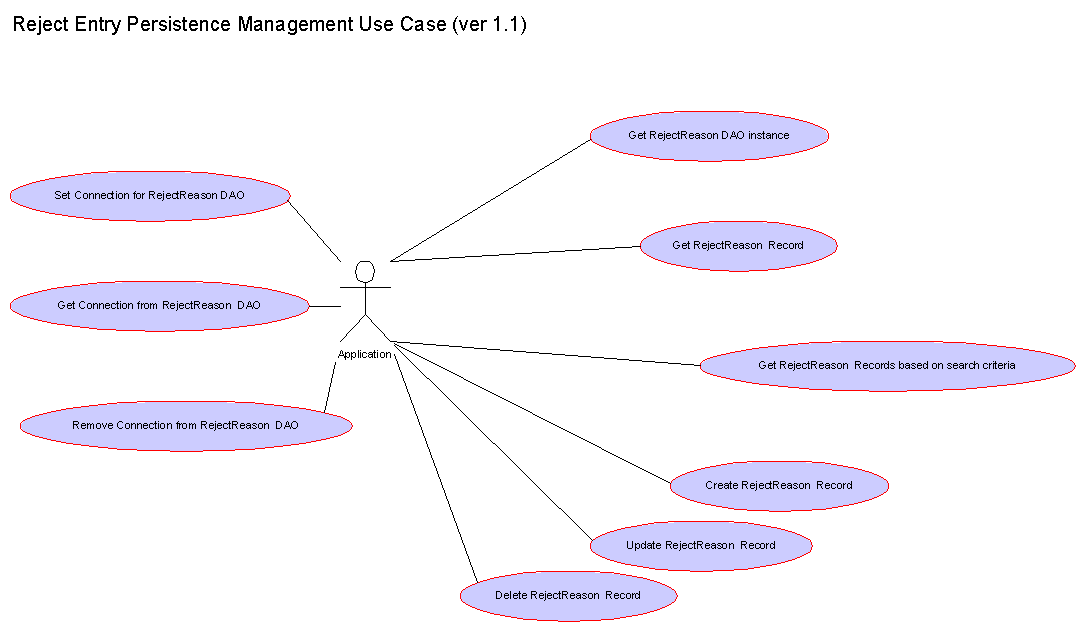 Reject Entry Persistence Management Use Case (ver 1.1)
Get RejectReason DAO instance
Set Connection for RejectReason DAO
Get RejectReason Record
Get Connection from RejectReason DAO
Application
Get RejectReason Records based on search criteria
Remove Connection from RejectReason DAO
Create RejectReason Record
Update RejectReason Record
Delete RejectReason Record